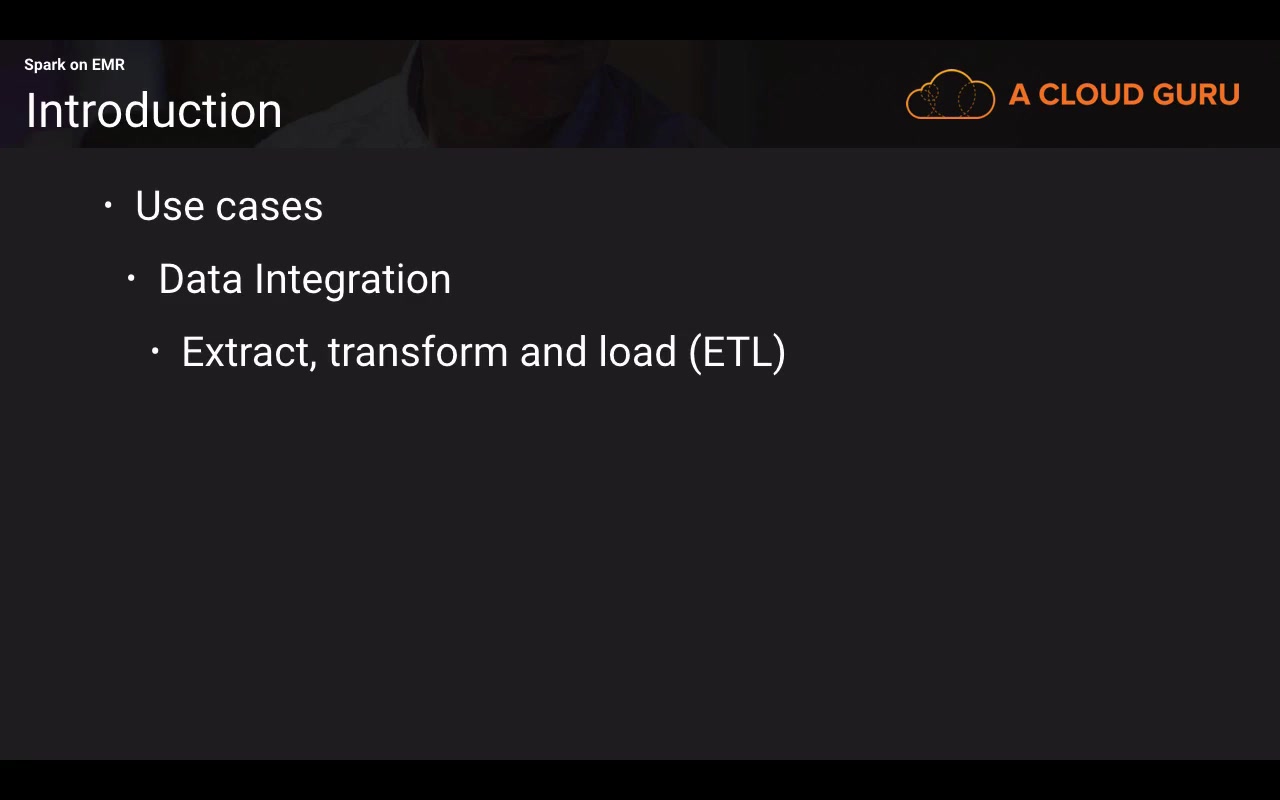 Spark on EMR
Introduction
A CLOUD GURU
• Use cases
• Data Integration
• Extract, transform and load (ETL)